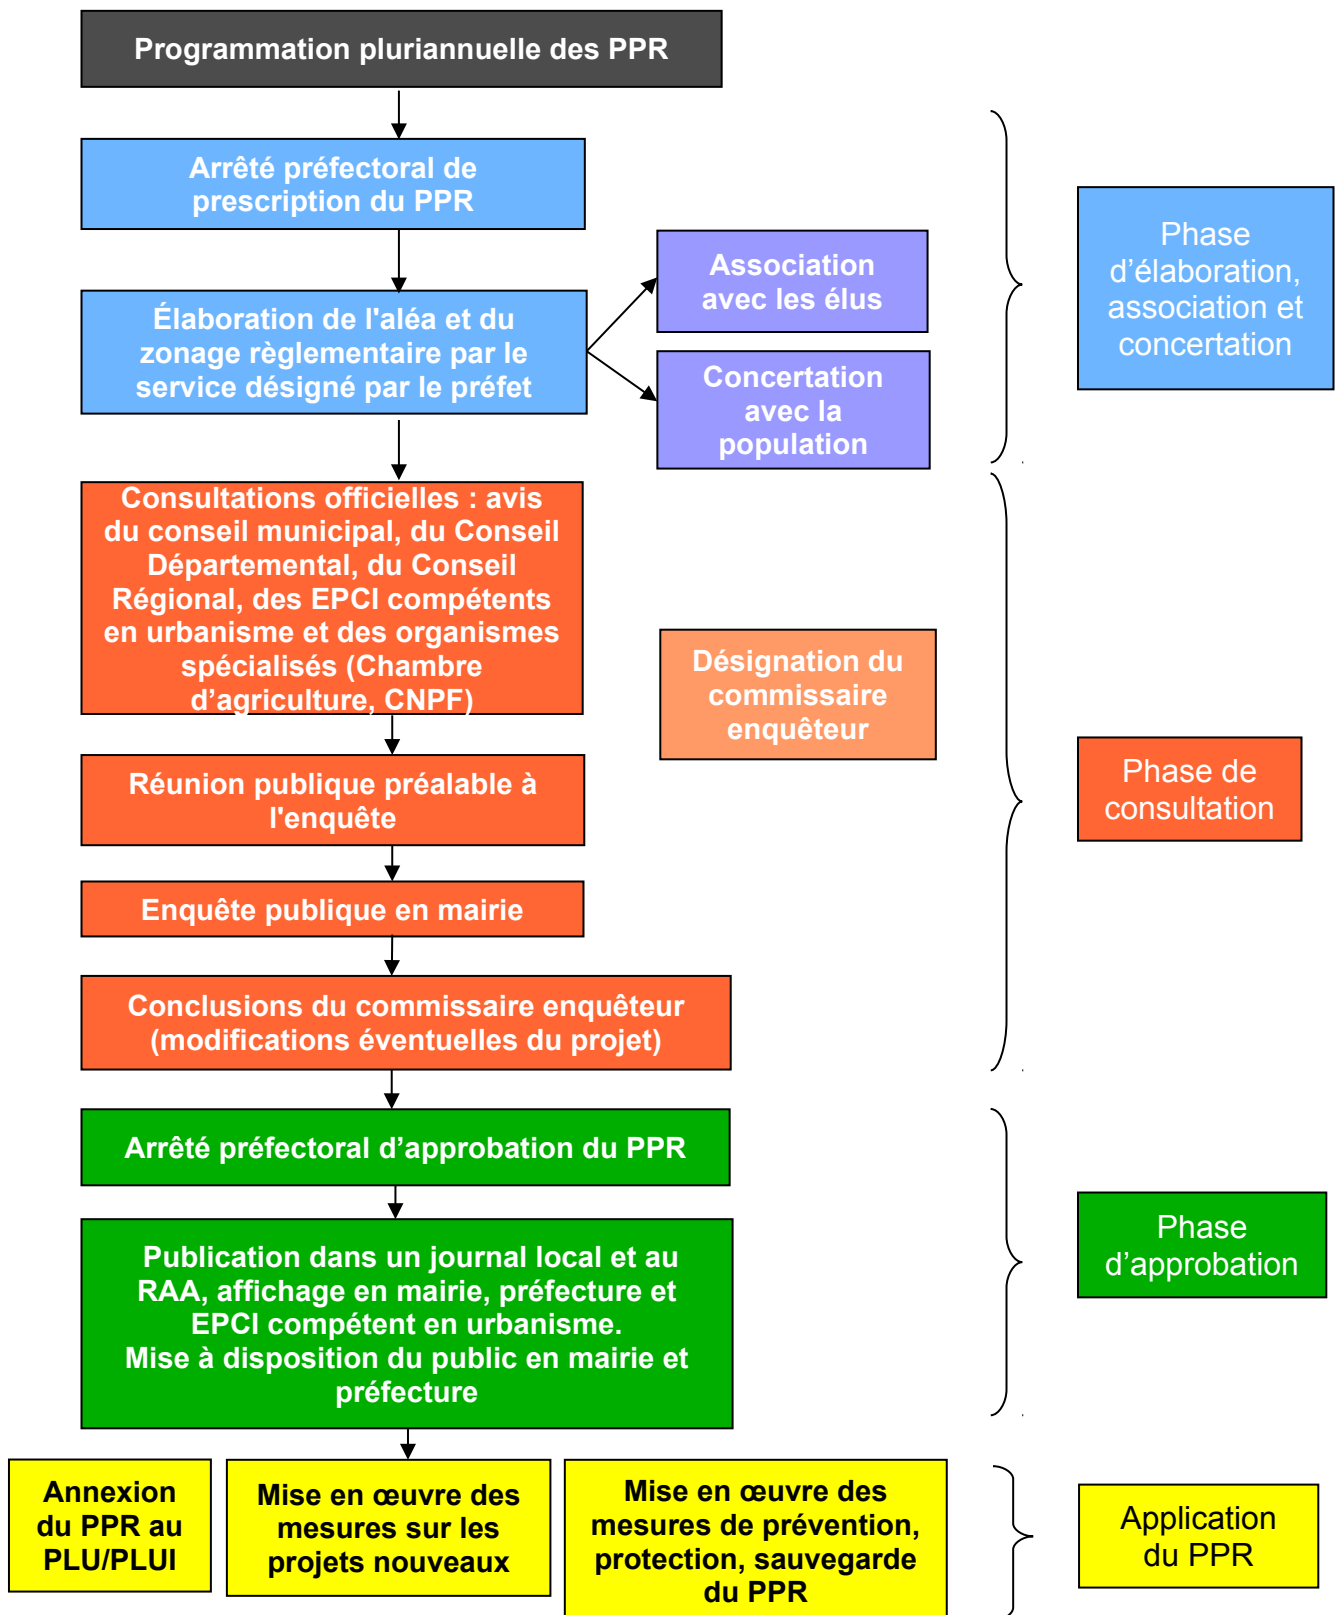 Programmation pluriannuelle des PPR
Arrêté préfectoral de
prescription du PPR
Élaboration de l'aléa et du
zonage règlementaire par le
service désigné par le préfet
Association
avec les élus
Concertation
avec la
population
Phase
d’élaboration,
association et
concertation
Consultations officielles : avis
du conseil municipal, du Conseil
Départemental, du Conseil
Régional, des EPCI compétents
en urbanisme et des organismes
spécialisés (Chambre
d’agriculture, CNPF)
Désignation du
commissaire
enquêteur
Réunion publique préalable à
l'enquête
Enquête publique en mairie
Conclusions du commissaire enquêteur
(modifications éventuelles du projet)
Phase de
consultation
Arrêté préfectoral d’approbation du PPR
Publication dans un journal local et au
RAA, affichage en mairie, préfecture et
EPCI compétent en urbanisme.
Mise à disposition du public en mairie et
préfecture
Phase
d’approbation
Annexion
du PPR au
PLU/PLUI
Mise en œuvre des
mesures sur les
projets nouveaux
Mise en œuvre des
mesures de prévention,
protection, sauvegarde
du PPR
Application
du PPR